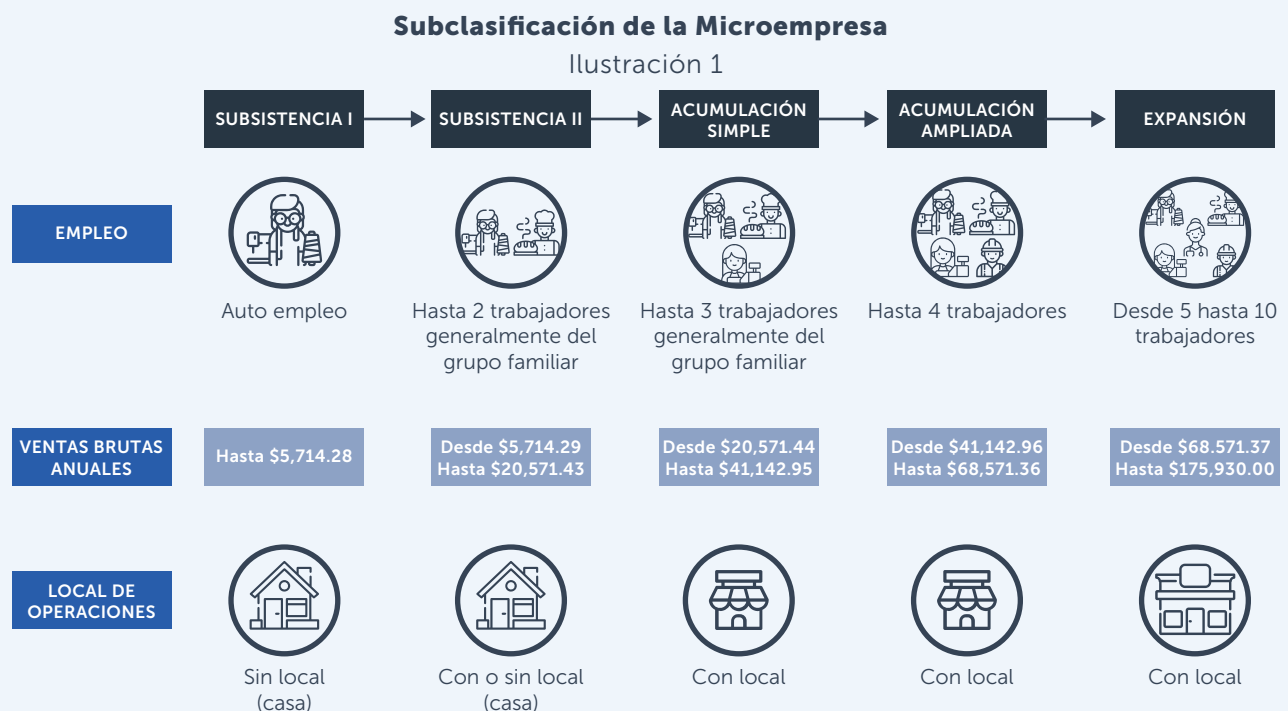 Subclasificación de la Microempresa
Ilustración 1
SUBSISTENCIA I
SUBSISTENCIA II
ACUMULACIÓN
SIMPLE
ACUMULACIÓN
AMPLIADA
EXPANSIÓN
EMPLEO
Auto empleo
Hasta 2 trabajadores
generalmente del
grupo familiar
Hasta 3 trabajadores
generalmente del
grupo familiar
Hasta 4 trabajadores
Desde 5 hasta 10
trabajadores
VENTAS BRUTAS
ANUALES
Hasta $5,714.28
Desde $5,714.29
Hasta $20,571.43
Desde $20,571.44
Hasta $41,142.95
Desde $41,142.96
Hasta $68,571.36
Desde $68.571.37
Hasta $175,930.00
LOCAL DE
OPERACIONES
Sin local
(casa)
Con o sin local
(casa)
Con local
Con local
Con local